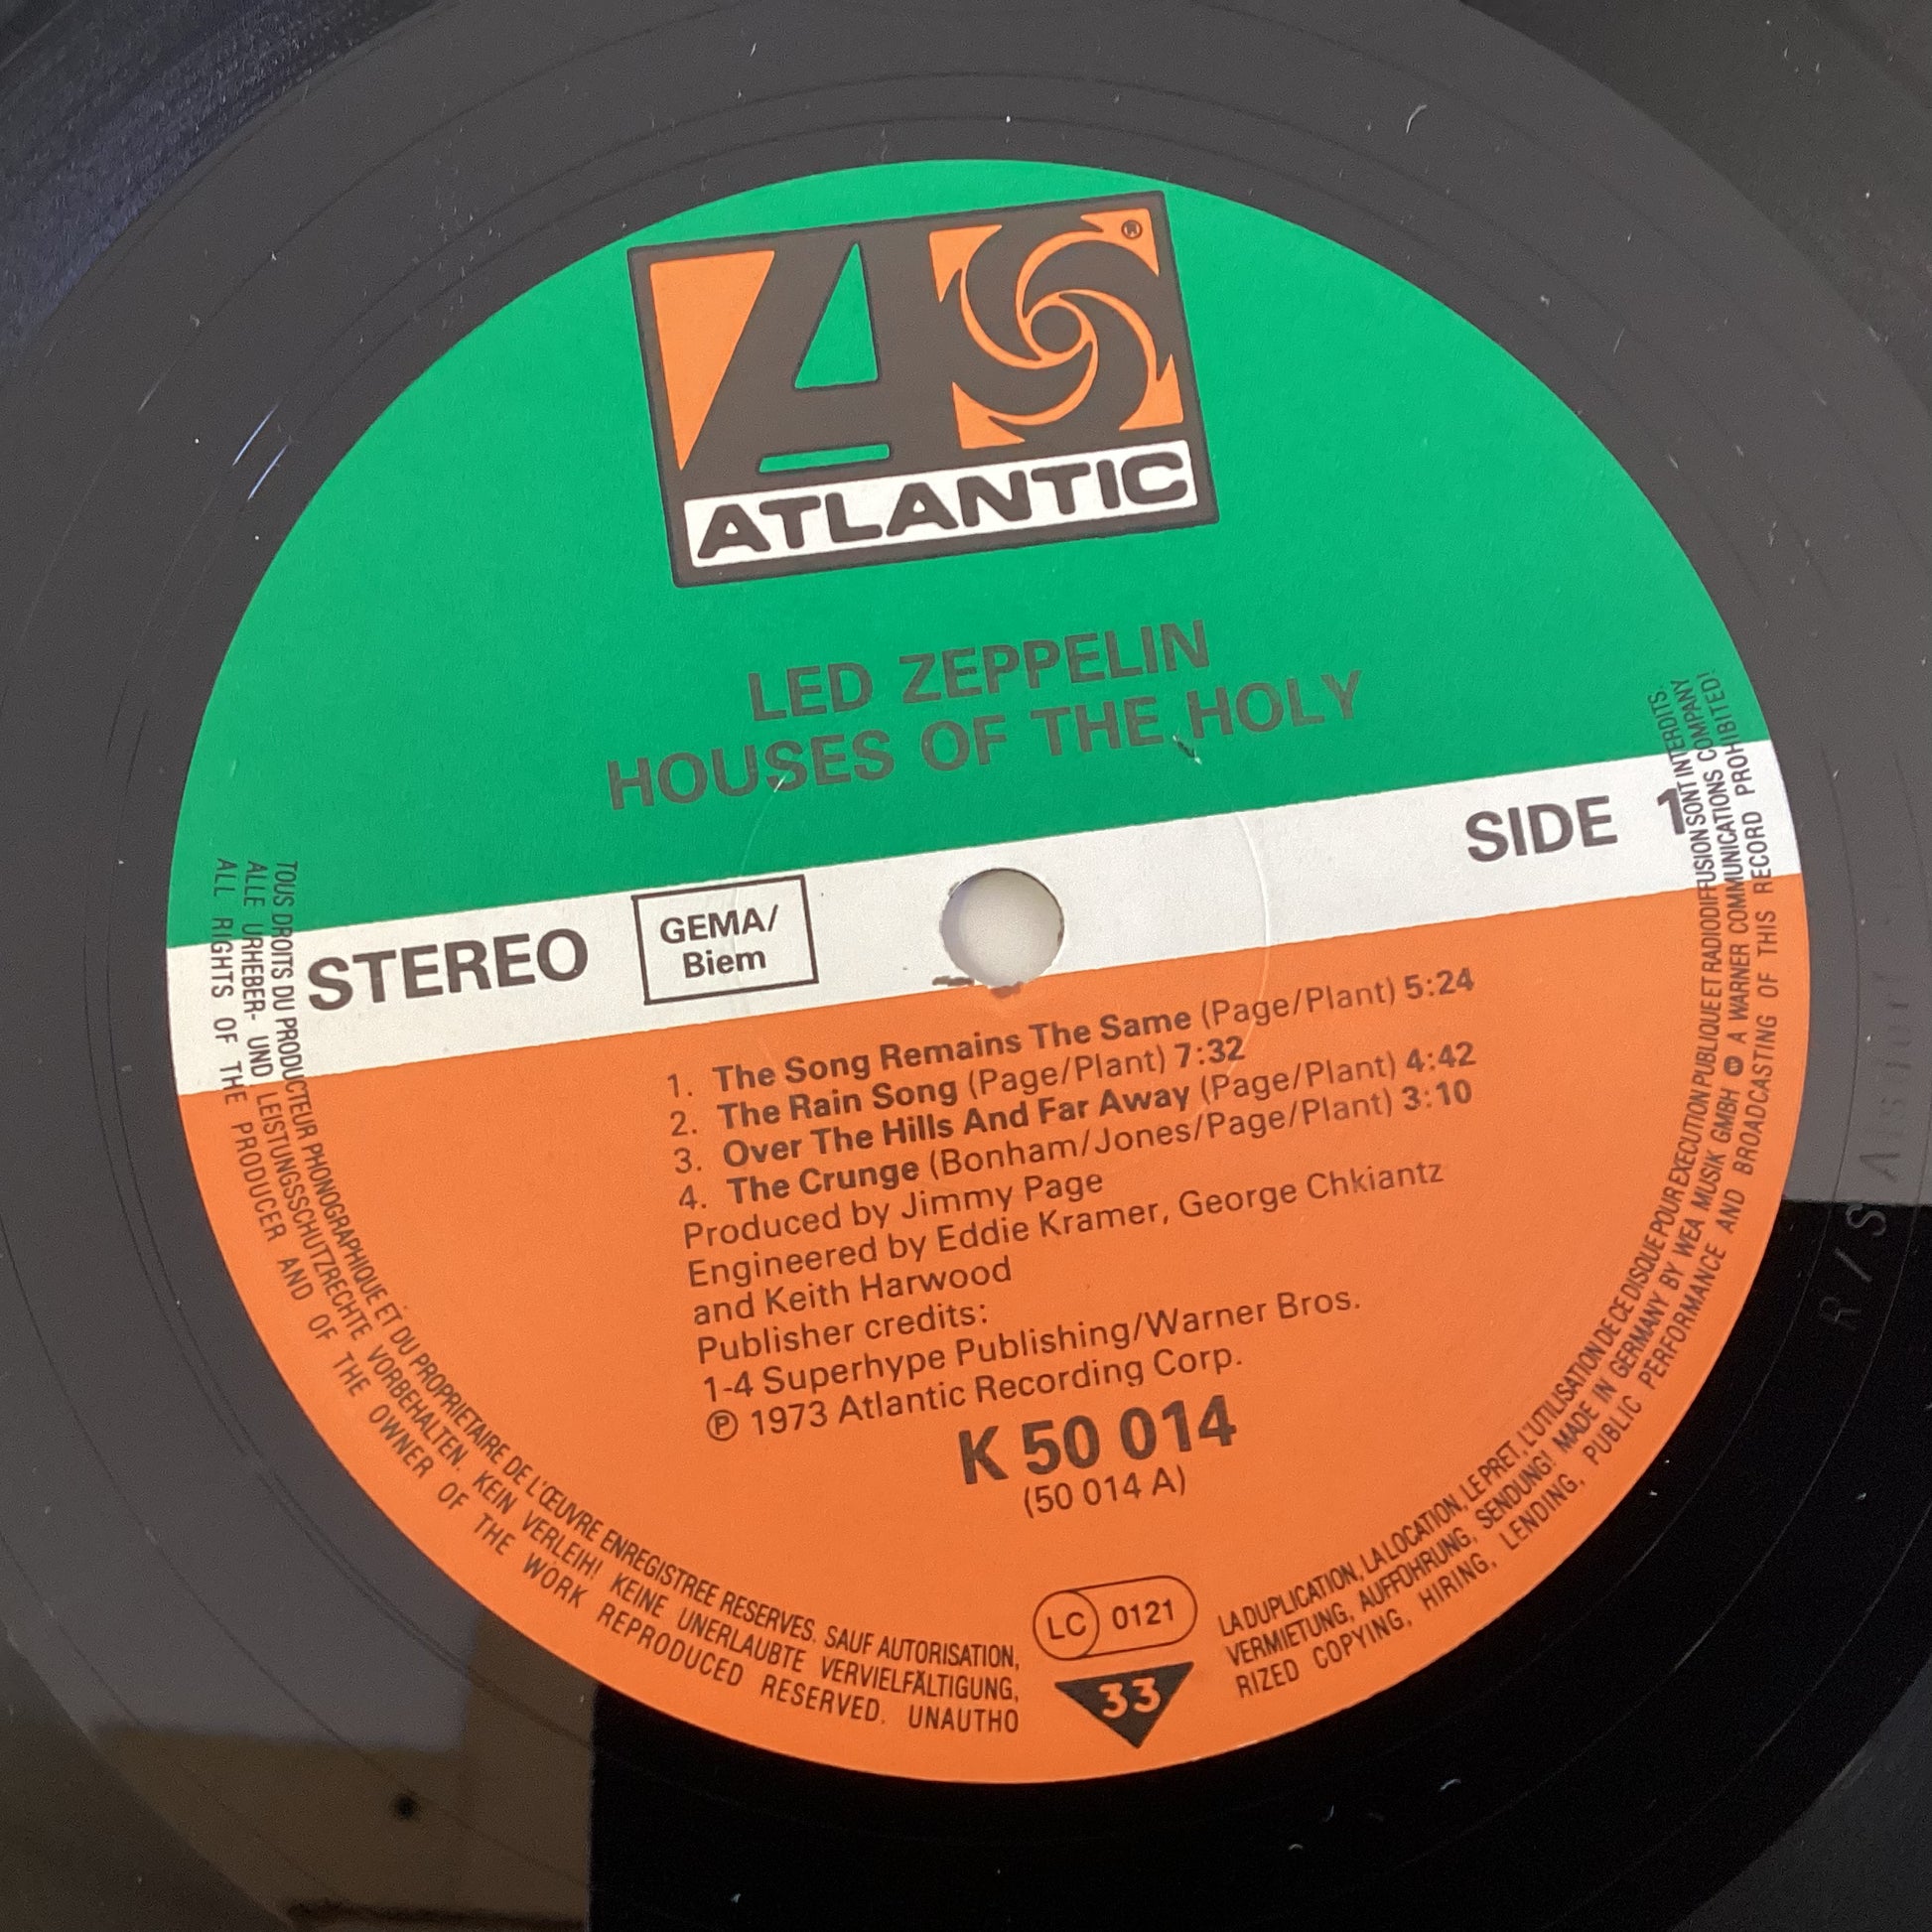 ®
ATLANTIC
LED ZEPPELIN
HOUSES OF THE HOLY
STEREO
GEMA/
Biem
SIDE 1
1. The Song Remains The Same (Page/Plant) 5:24
2. The Rain Song (Page/Plant) 7:32
3. Over The Hills And Far Away (Page/Plant) 4:42
4. The Crunge (Bonham/Jones/Page/Plant) 3:10
Produced by Jimmy Page
Engineered by Eddie Kramer, George Chkiantz
and Keith Harwood
Publisher credits:
1-4 Superhype Publishing/Warner Bros.
℗ 1973 Atlantic Recording Corp.
K 50 014
(50 014 A)
LC 0121
33
TOUS DROITS DU PRODUCTEUR PHONOGRAPHIQUE ET DU PROPRIETAIRE DE L'ŒUVRE ENREGISTREE RESERVES. SAUF AUTORISATION, LA DUPLICATION, LA LOCATION, LE PRET, L'UTILISATION DE CE DISQUE POUR EXECUTION PUBLIQUE ET RADIODIFFUSION SONT INTERDITS.
ALLE URHEBER- UND LEISTUNGSSCHUTZRECHTE VORBEHALTEN. KEIN VERLEIH! KEINE UNERLAUBTE VERVIELFÄLTIGUNG, VERMIETUNG, AUFFÜHRUNG, SENDUNG! MADE IN GERMANY BY WEA MUSIK GMBH A WARNER COMMUNICATIONS COMPANY
ALL RIGHTS OF THE PRODUCER AND OF THE OWNER OF THE WORK REPRODUCED RESERVED. UNAUTHORIZED COPYING, HIRING, LENDING, PUBLIC PERFORMANCE AND BROADCASTING OF THIS RECORD PROHIBITED!
R/S Alsdorf